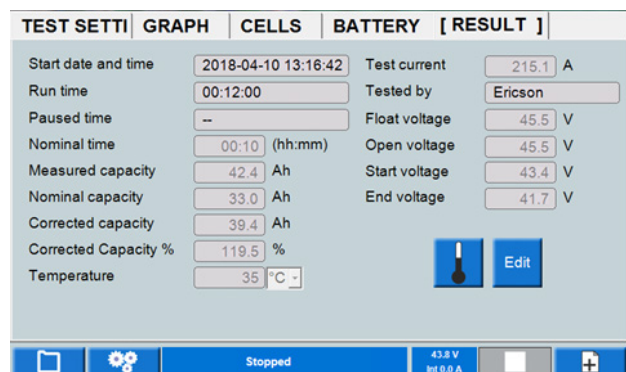 TEST SETTI GRAPH CELLS BATTERY [ RESULT ]
Start date and time 2018-04-10 13:16:42
Run time 00:12:00
Paused time --
Nominal time 00:10 (hh:mm)
Measured capacity 42.4 Ah
Nominal capacity 33.0 Ah
Corrected capacity 39.4 Ah
Corrected Capacity % 119.5 %
Temperature 35 °C
Test current 215.1 A
Tested by Ericson
Float voltage 45.5 V
Open voltage 45.5 V
Start voltage 43.4 V
End voltage 41.7 V
Edit
Stopped
43.8 V
Int 0.0 A